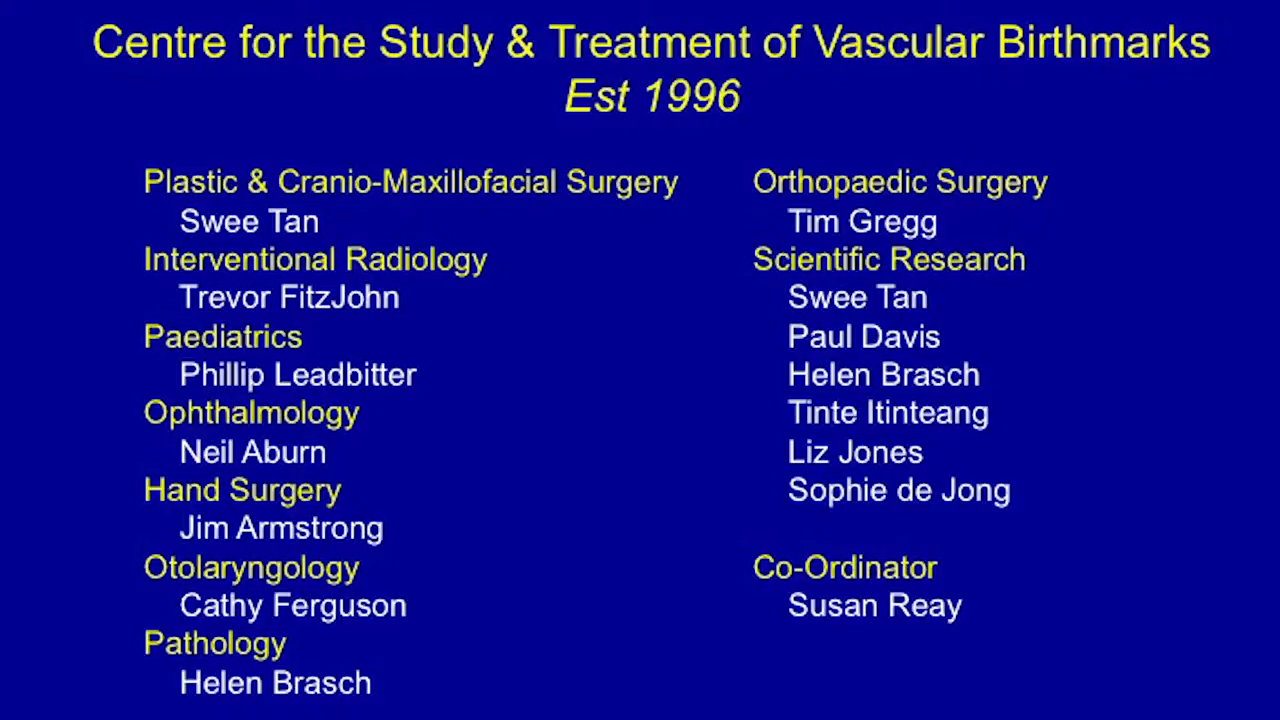 Centre for the Study & Treatment of Vascular Birthmarks
Est 1996
Plastic & Cranio-Maxillofacial Surgery
Swee Tan
Interventional Radiology
Trevor FitzJohn
Paediatrics
Phillip Leadbitter
Ophthalmology
Neil Aburn
Hand Surgery
Jim Armstrong
Otolaryngology
Cathy Ferguson
Pathology
Helen Brasch
Orthopaedic Surgery
Tim Gregg
Scientific Research
Swee Tan
Paul Davis
Helen Brasch
Tinte Itinteang
Liz Jones
Sophie de Jong
Co-Ordinator
Susan Reay